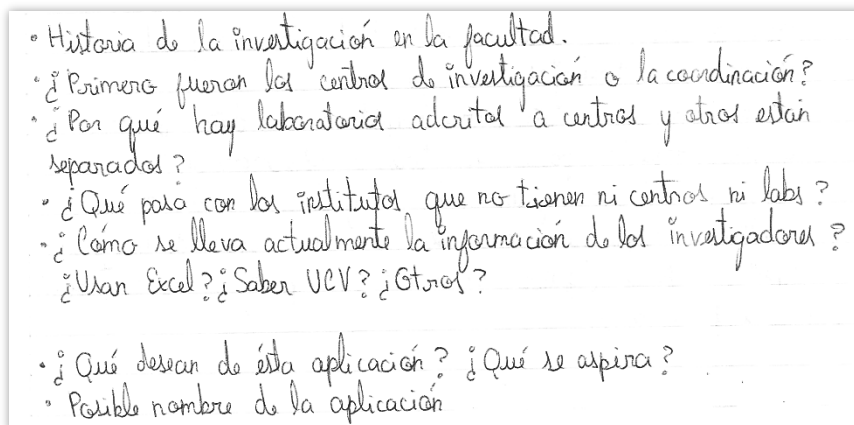 • Historia de la investigación en la facultad.
• ¿Primero fueron los centros de investigación o la coordinación?
• ¿Por qué hay laboratorios adscritos a centros y otros están
separados?
• ¿Qué pasa con los institutos que no tienen ni centros ni labs?
• ¿Cómo se lleva actualmente la información de los investigadores?
¿Usan Excel? ¿Saber UCV? ¿Otros?
• ¿Qué desean de ésta aplicación? ¿Qué se aspira?
• Posible nombre de la aplicación